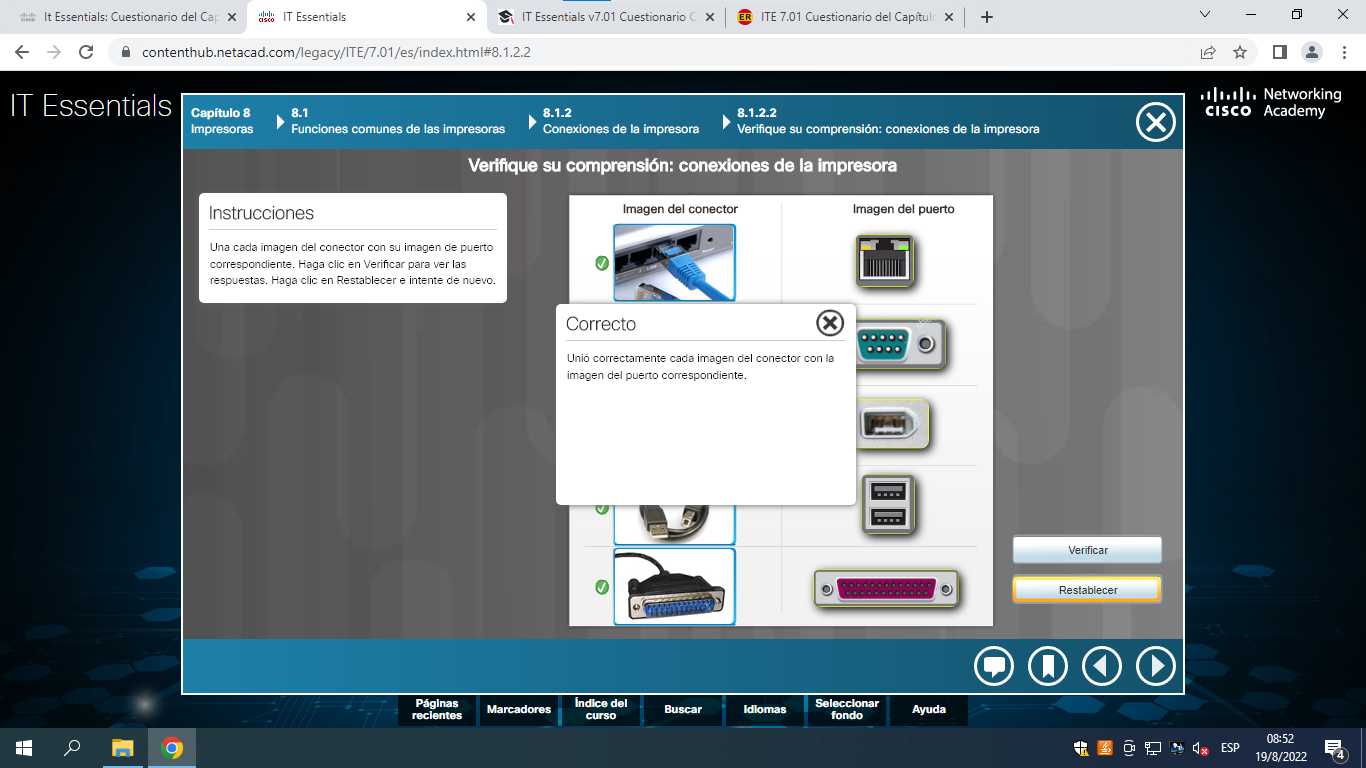 It Essentials: Cuestionario del Cap
IT Essentials
IT Essentials v7.01 Cuestionario C
ER
ITE 7.01 Cuestionario del Capítulo
contenthub.netacad.com/legacy/ITE/7.01/es/index.html#8.1.2.2
IT Essentials
Capítulo 8
Impresoras
8.1
Funciones comunes de las impresoras
8.1.2
Conexiones de la impresora
8.1.2.2
Verifique su comprensión: conexiones de la impresora
CISCO
Networking
Academy
Verifique su comprensión: conexiones de la impresora
Instrucciones
Una cada imagen del conector con su imagen de puerto
correspondiente. Haga clic en Verificar para ver las
respuestas. Haga clic en Restablecer e intente de nuevo.
Imagen del conector
Imagen del puerto
Correcto
Unió correctamente cada imagen del conector con la
imagen del puerto correspondiente.
Verificar
Restablecer
Páginas
recientes
Marcadores
Índice del
curso
Buscar
Idiomas
Seleccionar
fondo
Ayuda
ESP
08:52
19/8/2022
4